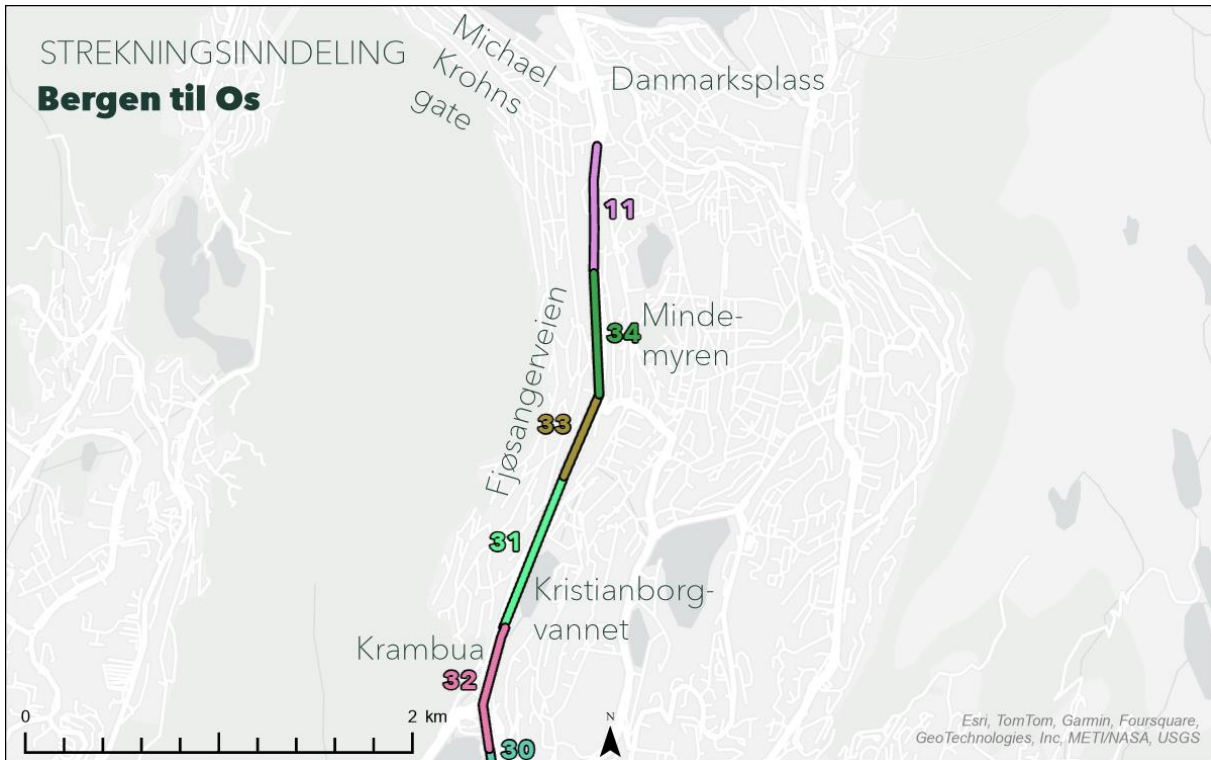 STREKNINGSINNDELING
Bergen til Os
Michael
Krohns
gate
Danmarksplass
11
34
Minde-
myren
Fjøsangerveien
33
31
Kristianborg-
vannet
Krambua
32
30
0
2 km
N
Esri, TomTom, Garmin, Foursquare,
GeoTechnologies, Inc, METI/NASA, USGS